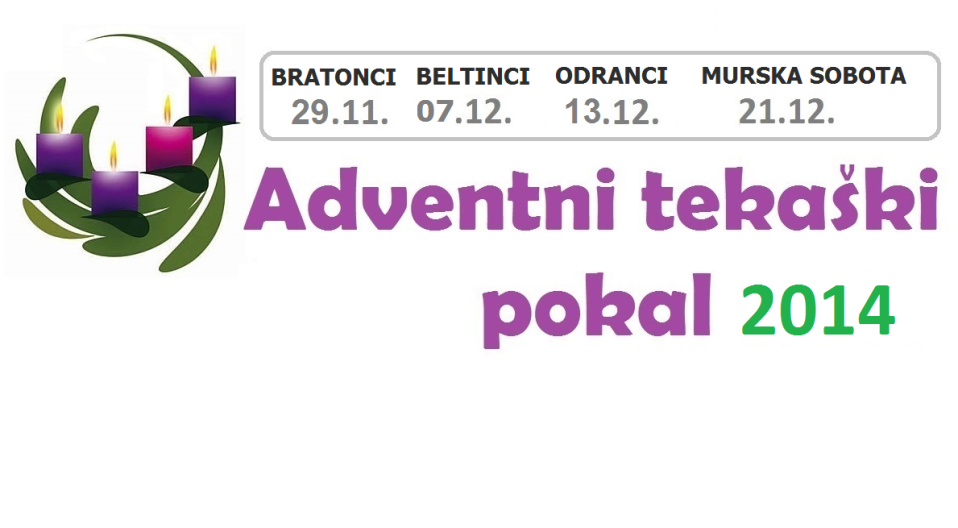 BRATONCI BELTINCI ODRANCI MURSKA SOBOTA
29.11. 07.12. 13.12. 21.12.
Adventni tekaški
pokal 2014